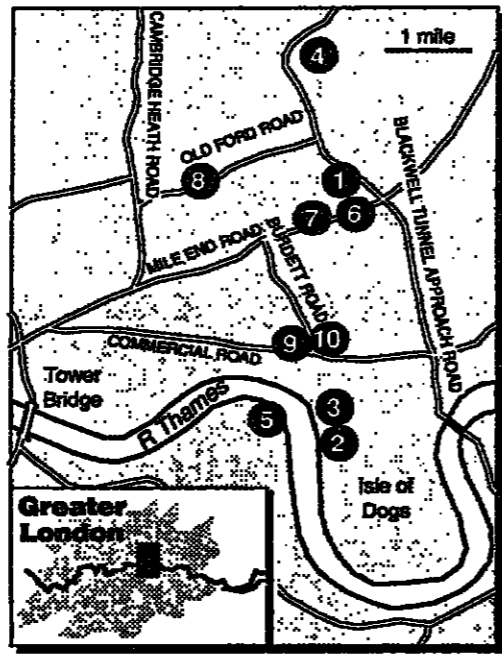 1 mile
4
CAMBRIDGE HEATH ROAD
OLD FORD ROAD
BLACKWELL TUNNEL APPROACH ROAD
8
1
7
6
MILE END ROAD
BURDETT ROAD
COMMERCIAL ROAD
9
10
Tower
Bridge
R Thames
5
3
2
Isle of
Dogs
Greater
London